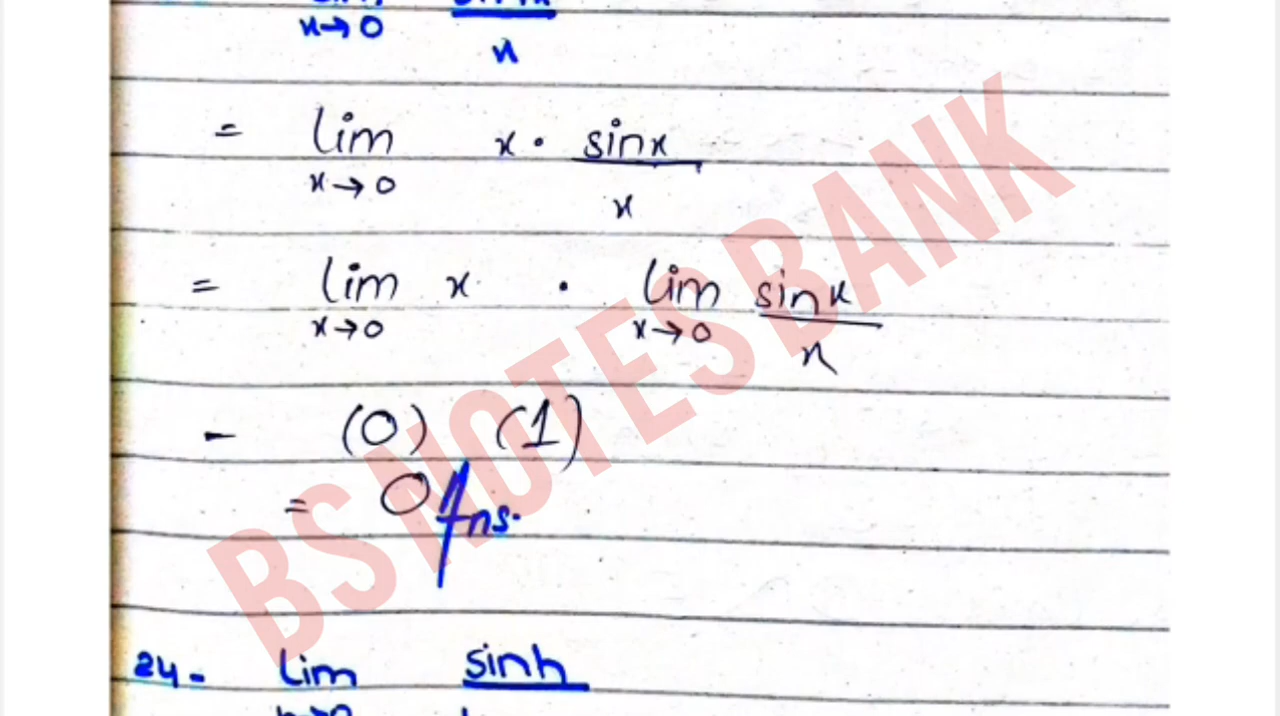 x→0 x
= lim x · sinx
x→0 x
= lim x · lim sinx
x→0 x→0 x
- (0) (1)
= 0 Ans.
24- lim sinh
BS NOTES BANK